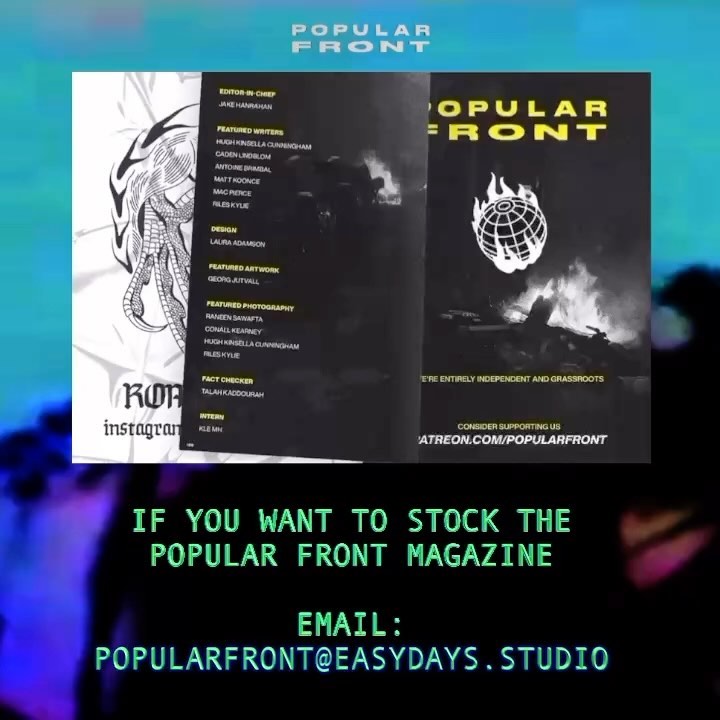 POPULAR
FRONT
EDITOR-IN-CHIEF
JAKE HANRAHAN
FEATURED WRITERS
HUGH KINSELLA CUNNINGHAM
CADEN LINDBLOM
ANTOINE BRIMBAL
MATT KOONCE
MAC PIERCE
RILES KYLIE
DESIGN
LAURA ADAMSON
FEATURED ARTWORK
GEORG JUTVALL
FEATURED PHOTOGRAPHY
RANEEN SAWAFTA
CONALL KEARNEY
HUGH KINSELLA CUNNINGHAM
RILES KYLIE
FACT CHECKER
TALAH KADDOURAH
INTERN
KLE MH
instagram
OPULAR
FRONT
E'RE ENTIRELY INDEPENDENT AND GRASSROOTS
CONSIDER SUPPORTING US
ATREON.COM/POPULARFRONT
IF YOU WANT TO STOCK THE
POPULAR FRONT MAGAZINE
EMAIL:
POPULARFRONT@EASYDAYS.STUDIO